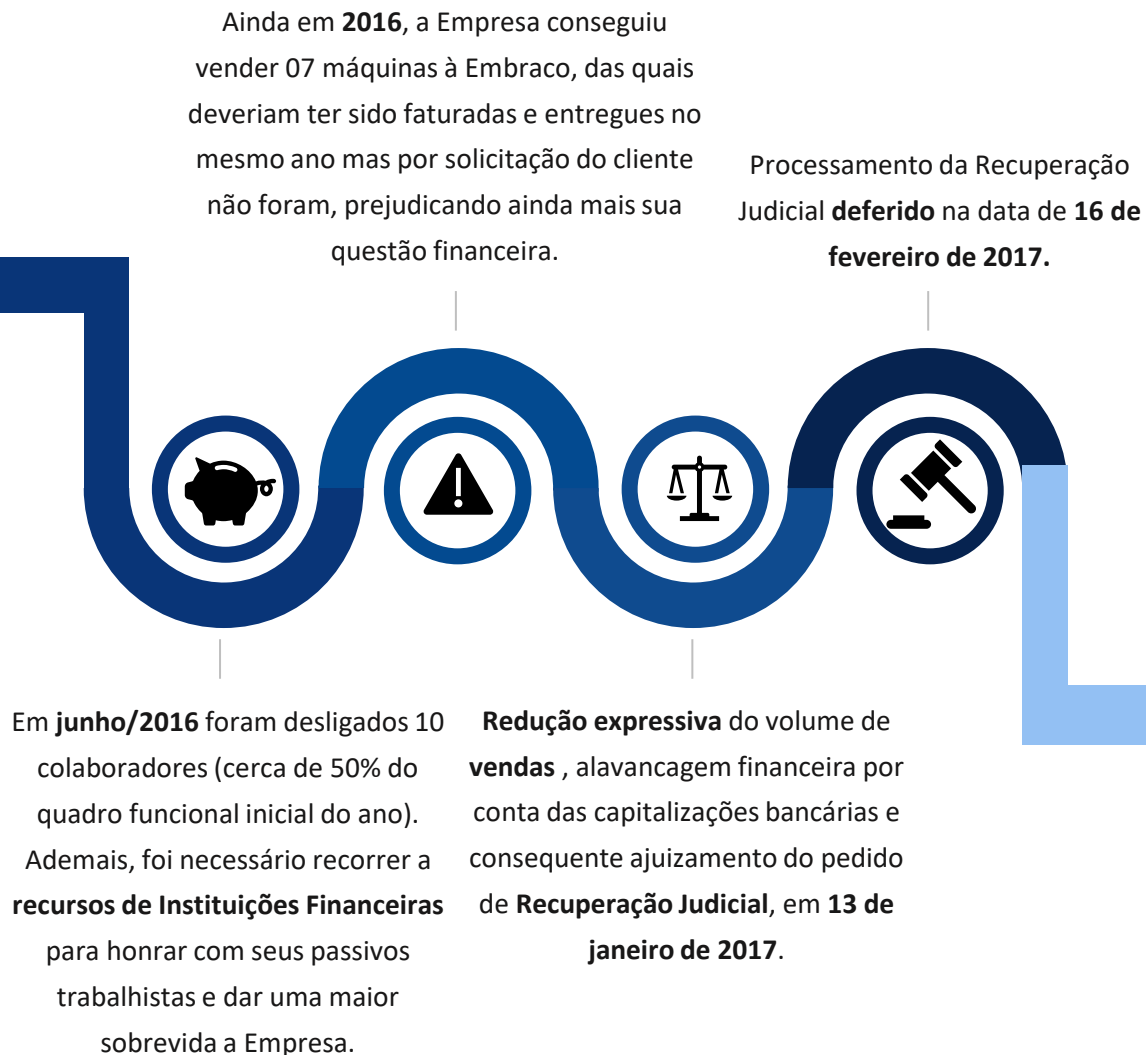 Ainda em 2016, a Empresa conseguiu
vender 07 máquinas à Embraco, das quais
deveriam ter sido faturadas e entregues no
mesmo ano mas por solicitação do cliente
não foram, prejudicando ainda mais sua
questão financeira.
Processamento da Recuperação
Judicial deferido na data de 16 de
fevereiro de 2017.
Em junho/2016 foram desligados 10
colaboradores (cerca de 50% do
quadro funcional inicial do ano).
Ademais, foi necessário recorrer a
recursos de Instituições Financeiras
para honrar com seus passivos
trabalhistas e dar uma maior
sobrevida a Empresa.
Redução expressiva do volume de
vendas , alavancagem financeira por
conta das capitalizações bancárias e
consequente ajuizamento do pedido
de Recuperação Judicial, em 13 de
janeiro de 2017.